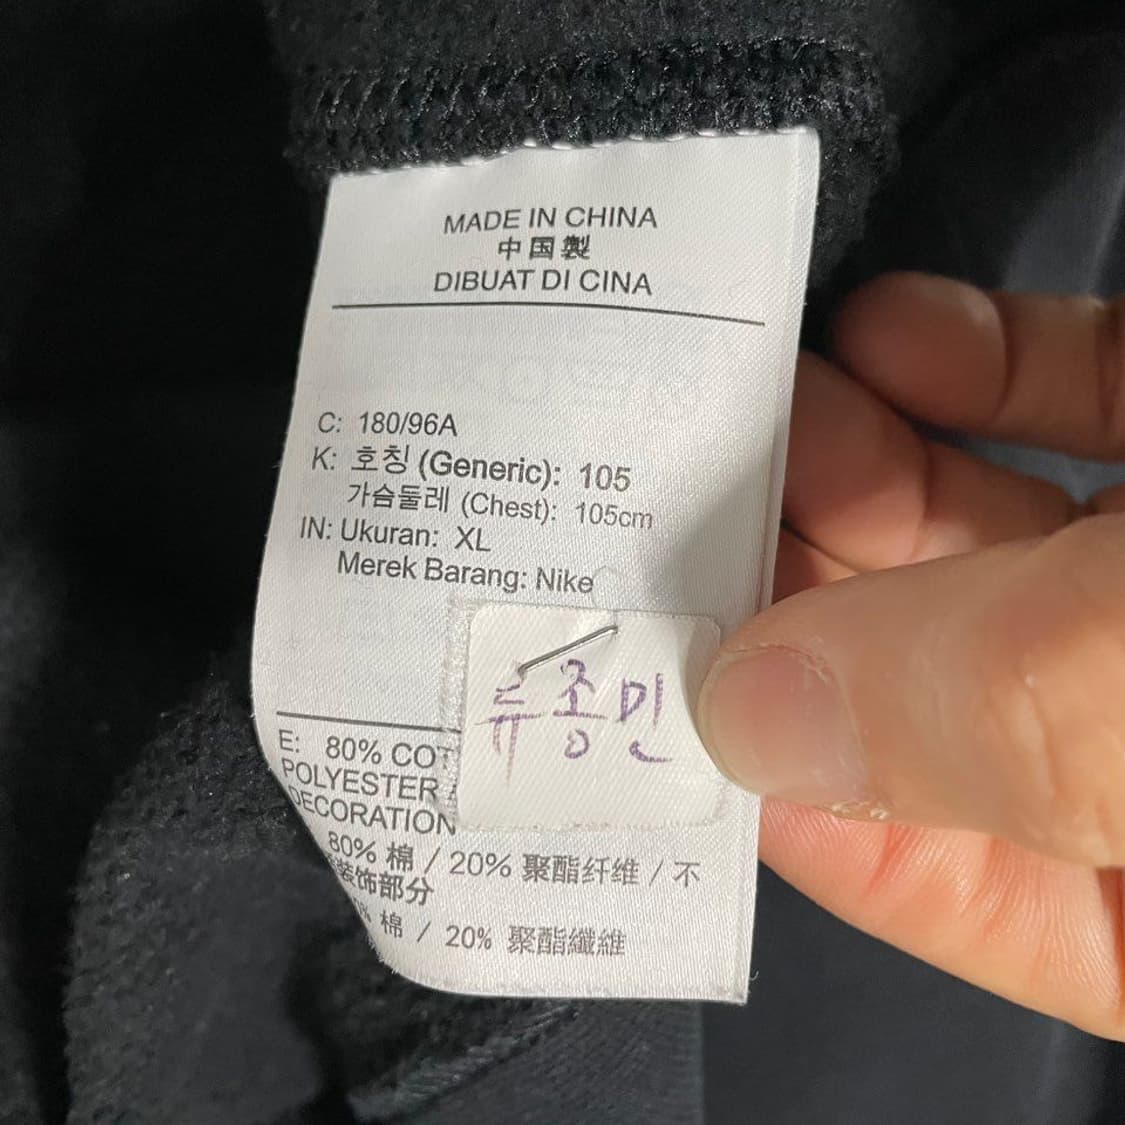 MADE IN CHINA
中国製
DIBUAT DI CINA
C: 180/96A
K: 호칭 (Generic): 105
가슴둘레 (Chest): 105cm
IN: Ukuran: XL
Merek Barang: Nike
류종민
E: 80% COT
POLYESTER
DECORATION
80% 棉 / 20% 聚酯纤维 / 不
装饰部分
棉 / 20% 聚酯纖維